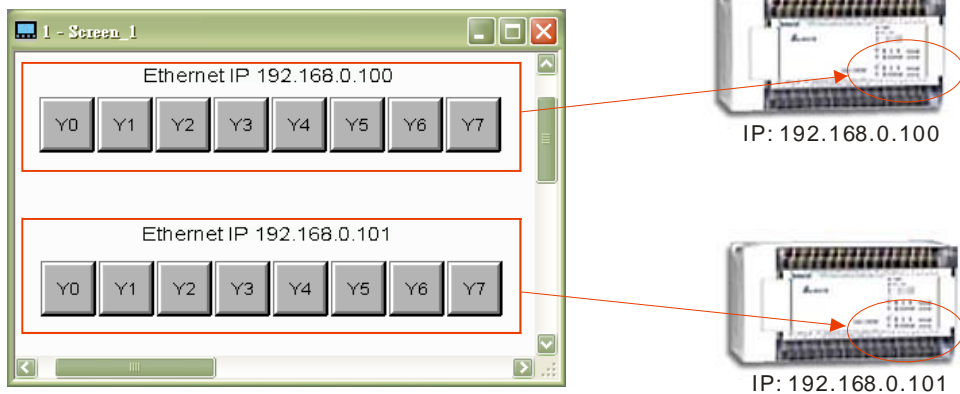 1 - Screen_1
Ethernet IP 192.168.0.100
Y0 Y1 Y2 Y3 Y4 Y5 Y6 Y7
IP: 192.168.0.100
Ethernet IP 192.168.0.101
Y0 Y1 Y2 Y3 Y4 Y5 Y6 Y7
IP: 192.168.0.101